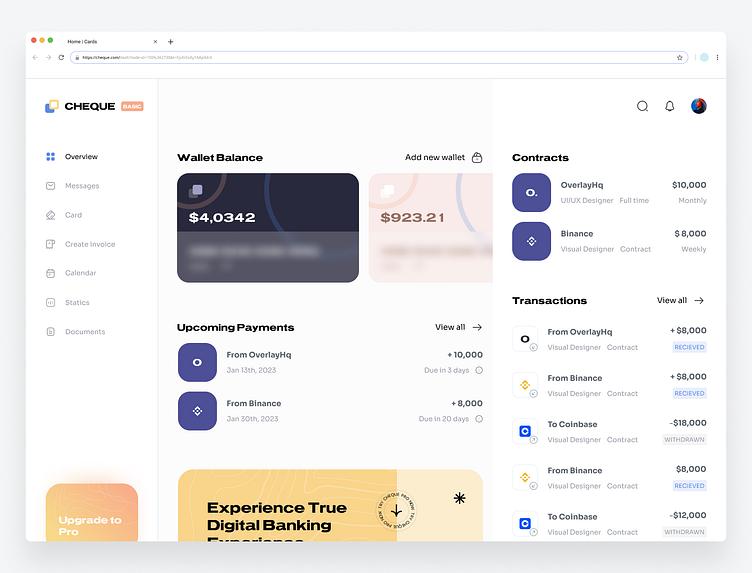 Home | Cards
https://cheque.com/
CHEQUE BASIC
Overview
Messages
Card
Create invoice
Calendar
Statics
Documents
Upgrade to
Pro
Wallet Balance
Add new wallet
$4,0342
$923.21
Upcoming Payments
View all
From OverlayHq
+ 10,000
Jan 13th, 2023
Due in 3 days
From Binance
+ 8,000
Jan 30th, 2023
Due in 20 days
Experience True
Digital Banking
Experience
Contracts
O.
OverlayHq
$10,000
UI/UX Designer Full time
Monthly
Binance
$ 8,000
Visual Designer Contract
Weekly
Transactions
View all
From OverlayHq
+ $8,000
Visual Designer Contract
RECIEVED
From Binance
+ $8,000
Visual Designer Contract
RECIEVED
To Coinbase
-$18,000
Visual Designer Contract
WITHDRAWN
From Binance
$8,000
Visual Designer Contract
RECIEVED
To Coinbase
-$12,000
Visual Designer Contract
WITHDRAWN